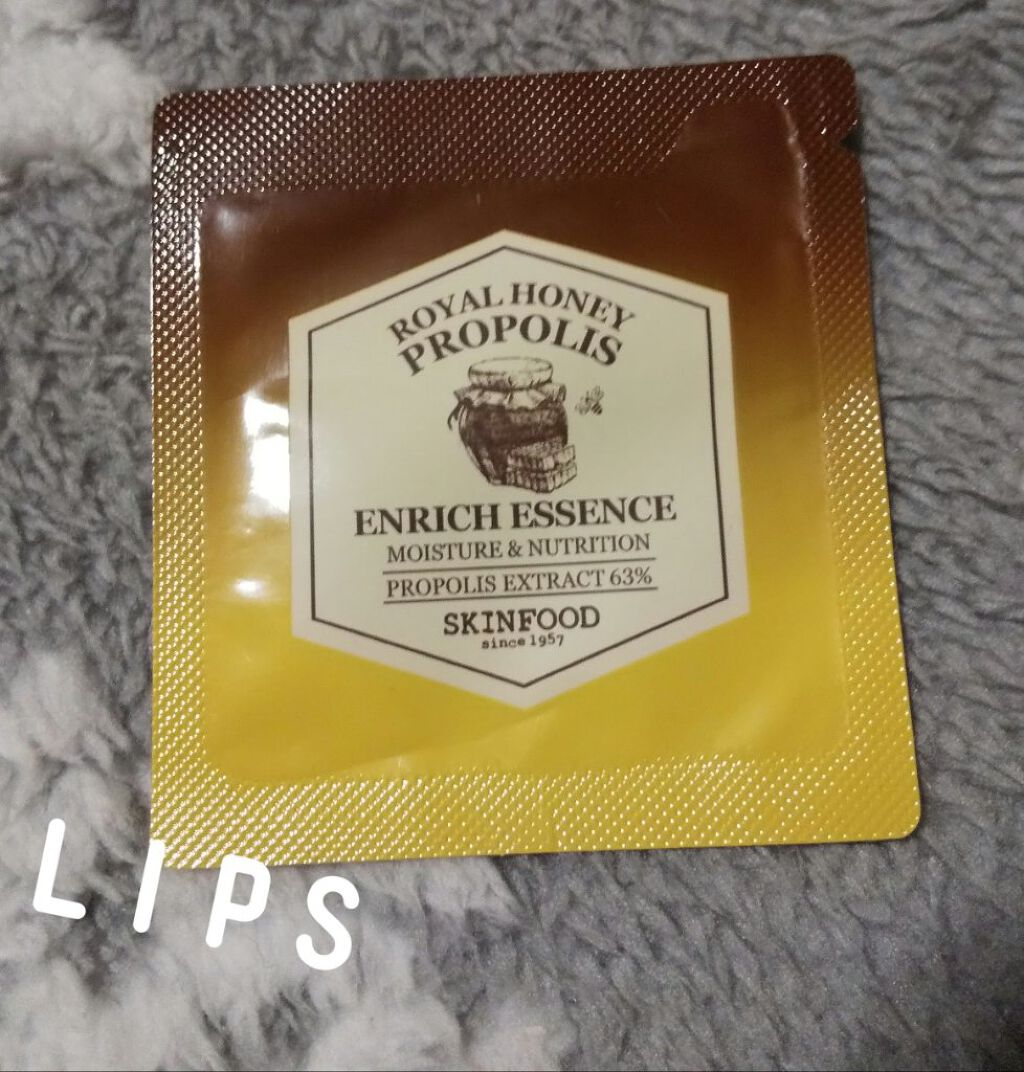 ROYAL HONEY
PROPOLIS
ENRICH ESSENCE
MOISTURE & NUTRITION
PROPOLIS EXTRACT 63%
SKINFOOD
since 1957
LIPS